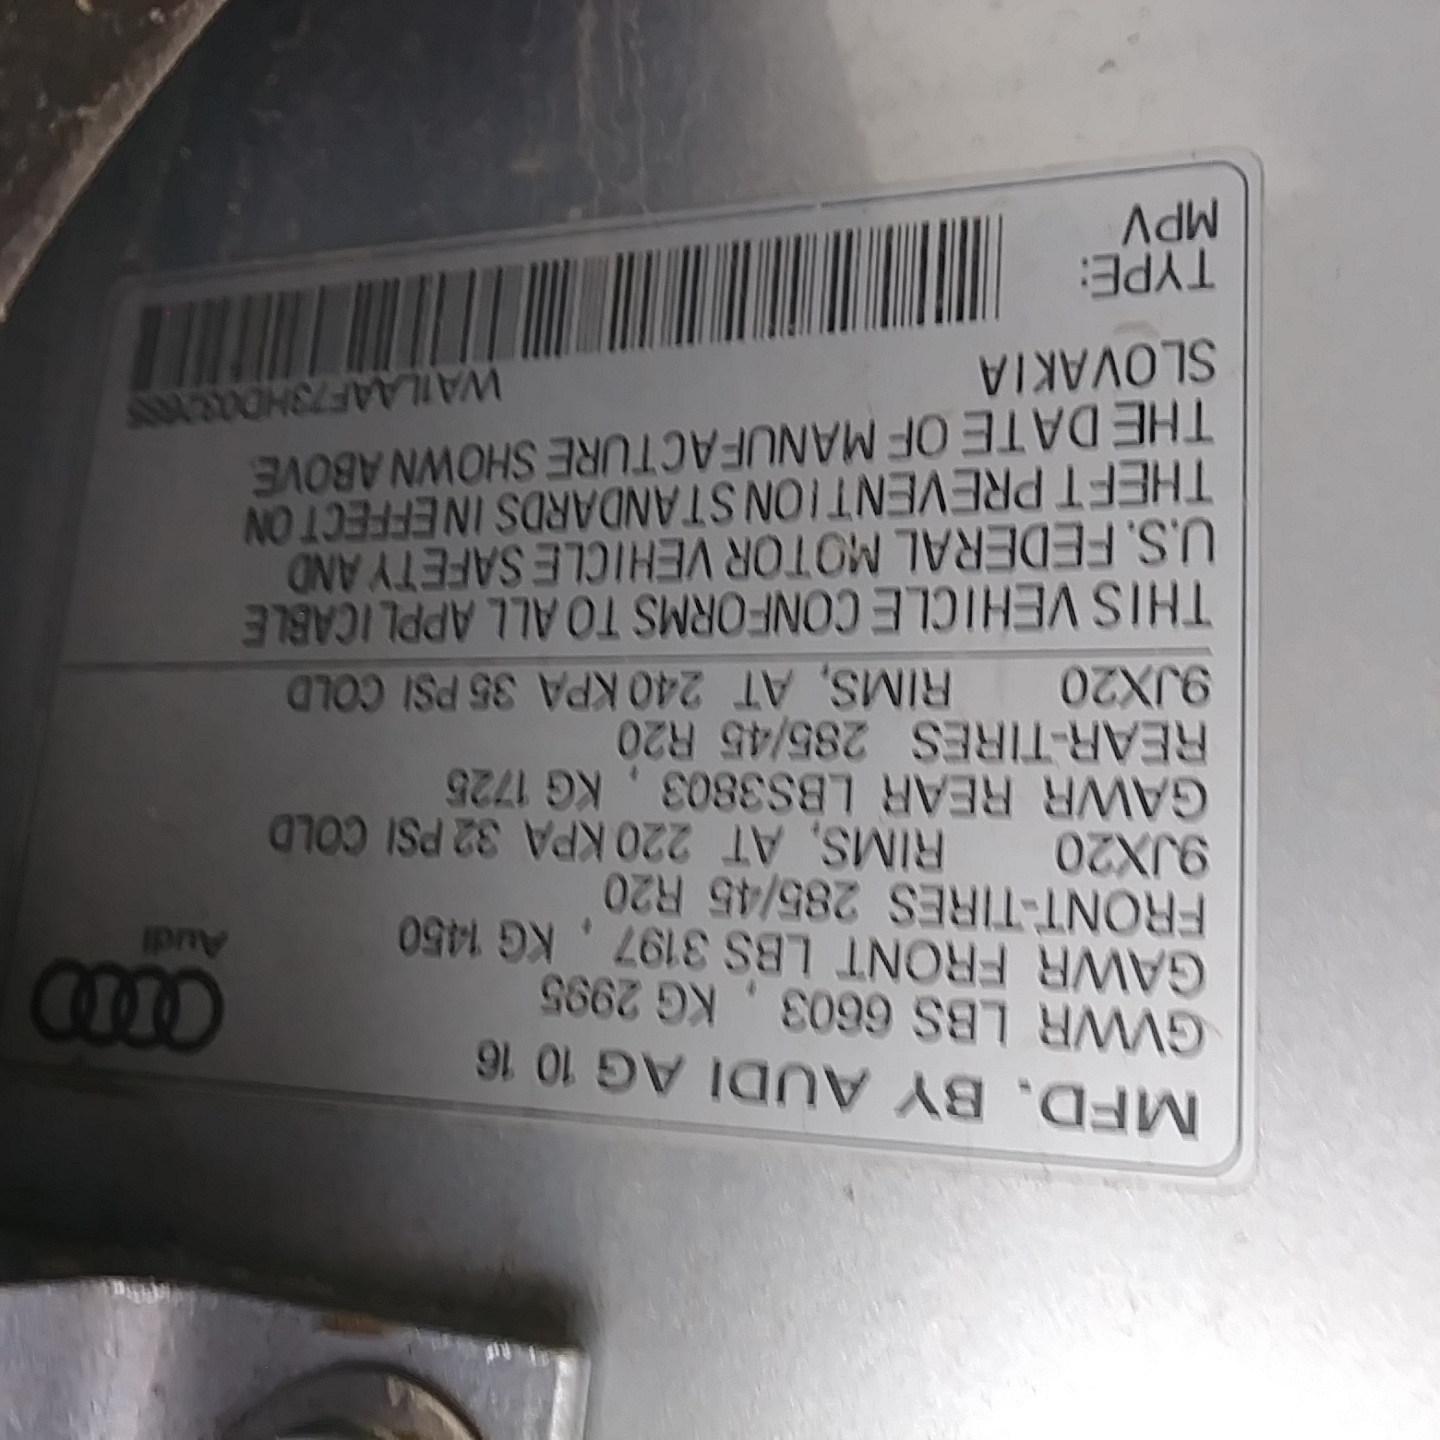 MFD. BY AUDI AG 10 16
GVWR LBS 6603 , KG 2995
GAWR FRONT LBS 3197 , KG 1450
FRONT-TIRES 285/45 R20
Audi
9JX20 RIMS, AT 220 KPA 32 PSI COLD
GAWR REAR LBS3803 , KG 1725
REAR-TIRES 285/45 R20
9JX20 RIMS, AT 240 KPA 35 PSI COLD
THIS VEHICLE CONFORMS TO ALL APPLICABLE
U.S. FEDERAL MOTOR VEHICLE SAFETY AND
THEFT PREVENTION STANDARDS IN EFFECT ON
THE DATE OF MANUFACTURE SHOWN ABOVE.
SLOVAKIA
TYPE:
MPV